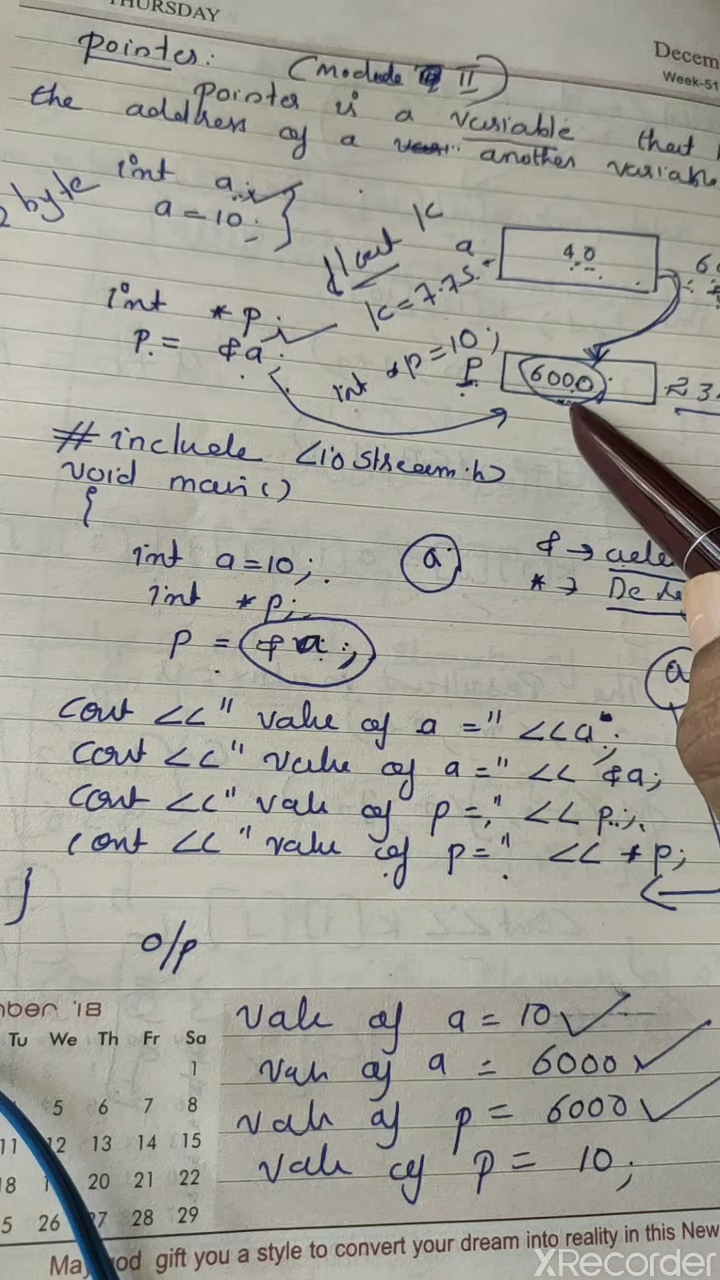 THURSDAY
Decem
Week-51
Pointer: (Module II)
Pointer is a variable that
the address of a another variable
2 byte int a;
a = 10;
int *p;
p = &a;
float k
k = 7.75
int *p = 10;
a 40
p 6000
# include <iostream.h>
void main()
{
int a = 10;
a
int *p;
p = &a;
& →
* → De
a
cout << "value of a =" << a;
cout << "value of a =" << &a;
cout << "value of p =" << p;
cout << "value of p =" << *p;
}
o/p
value of a = 10
value of a = 6000
value of p = 6000
value of p = 10;
ber '18
Tu We Th Fr Sa
1
5 6 7 8
11 12 13 14 15
18 20 21 22
5 26 27 28 29
May god gift you a style to convert your dream into reality in this New
XRecorder